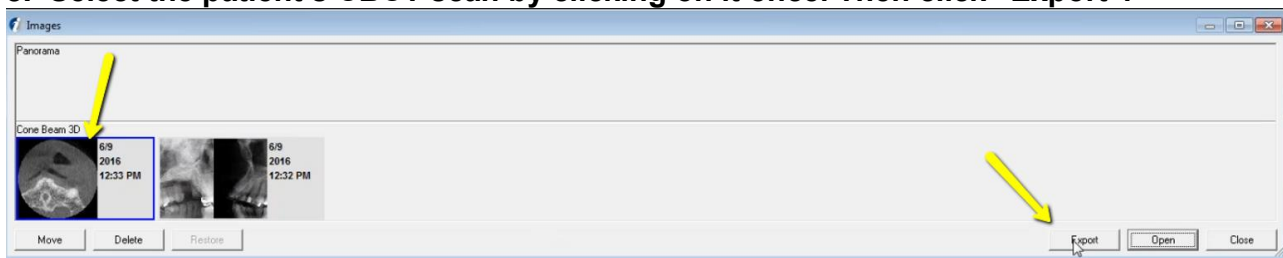 Images
Panorama
Cone Beam 3D
6/9
2016
12:33 PM
6/9
2016
12:32 PM
Move Delete Restore Export Open Close